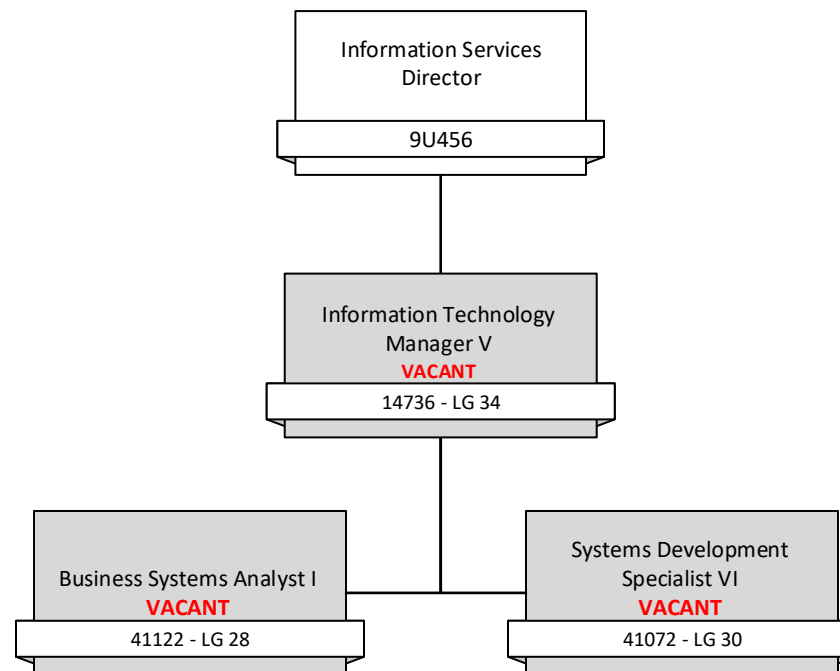 Information Services
Director
9U456
Information Technology
Manager V
VACANT
14736 - LG 34
Business Systems Analyst I
VACANT
41122 - LG 28
Systems Development
Specialist VI
VACANT
41072 - LG 30